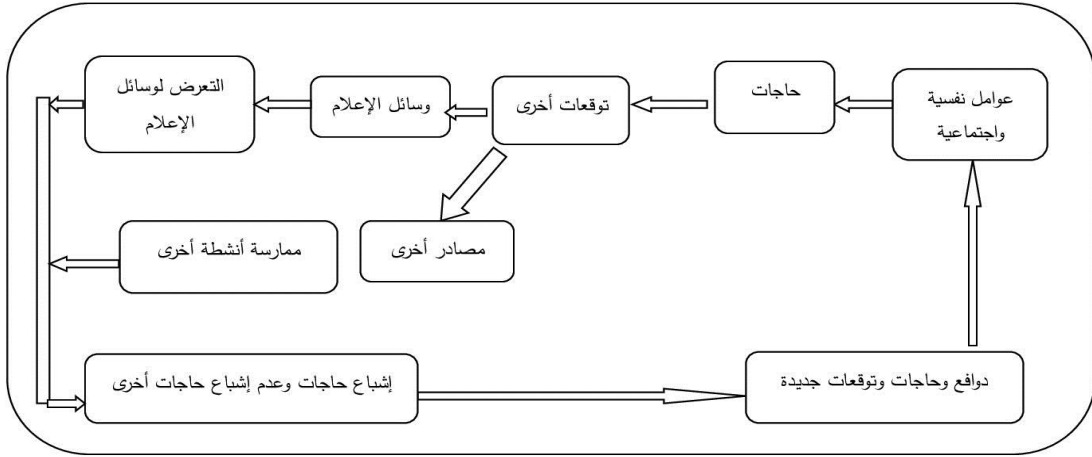 عوامل نفسية
واجتماعية
حاجات
توقعات أخرى
وسائل الإعلام
التعرض لوسائل
الإعلام
مصادر أخرى
ممارسة أنشطة أخرى
إشباع حاجات وعدم إشباع حاجات أخرى
دوافع وحاجات وتوقعات جديدة